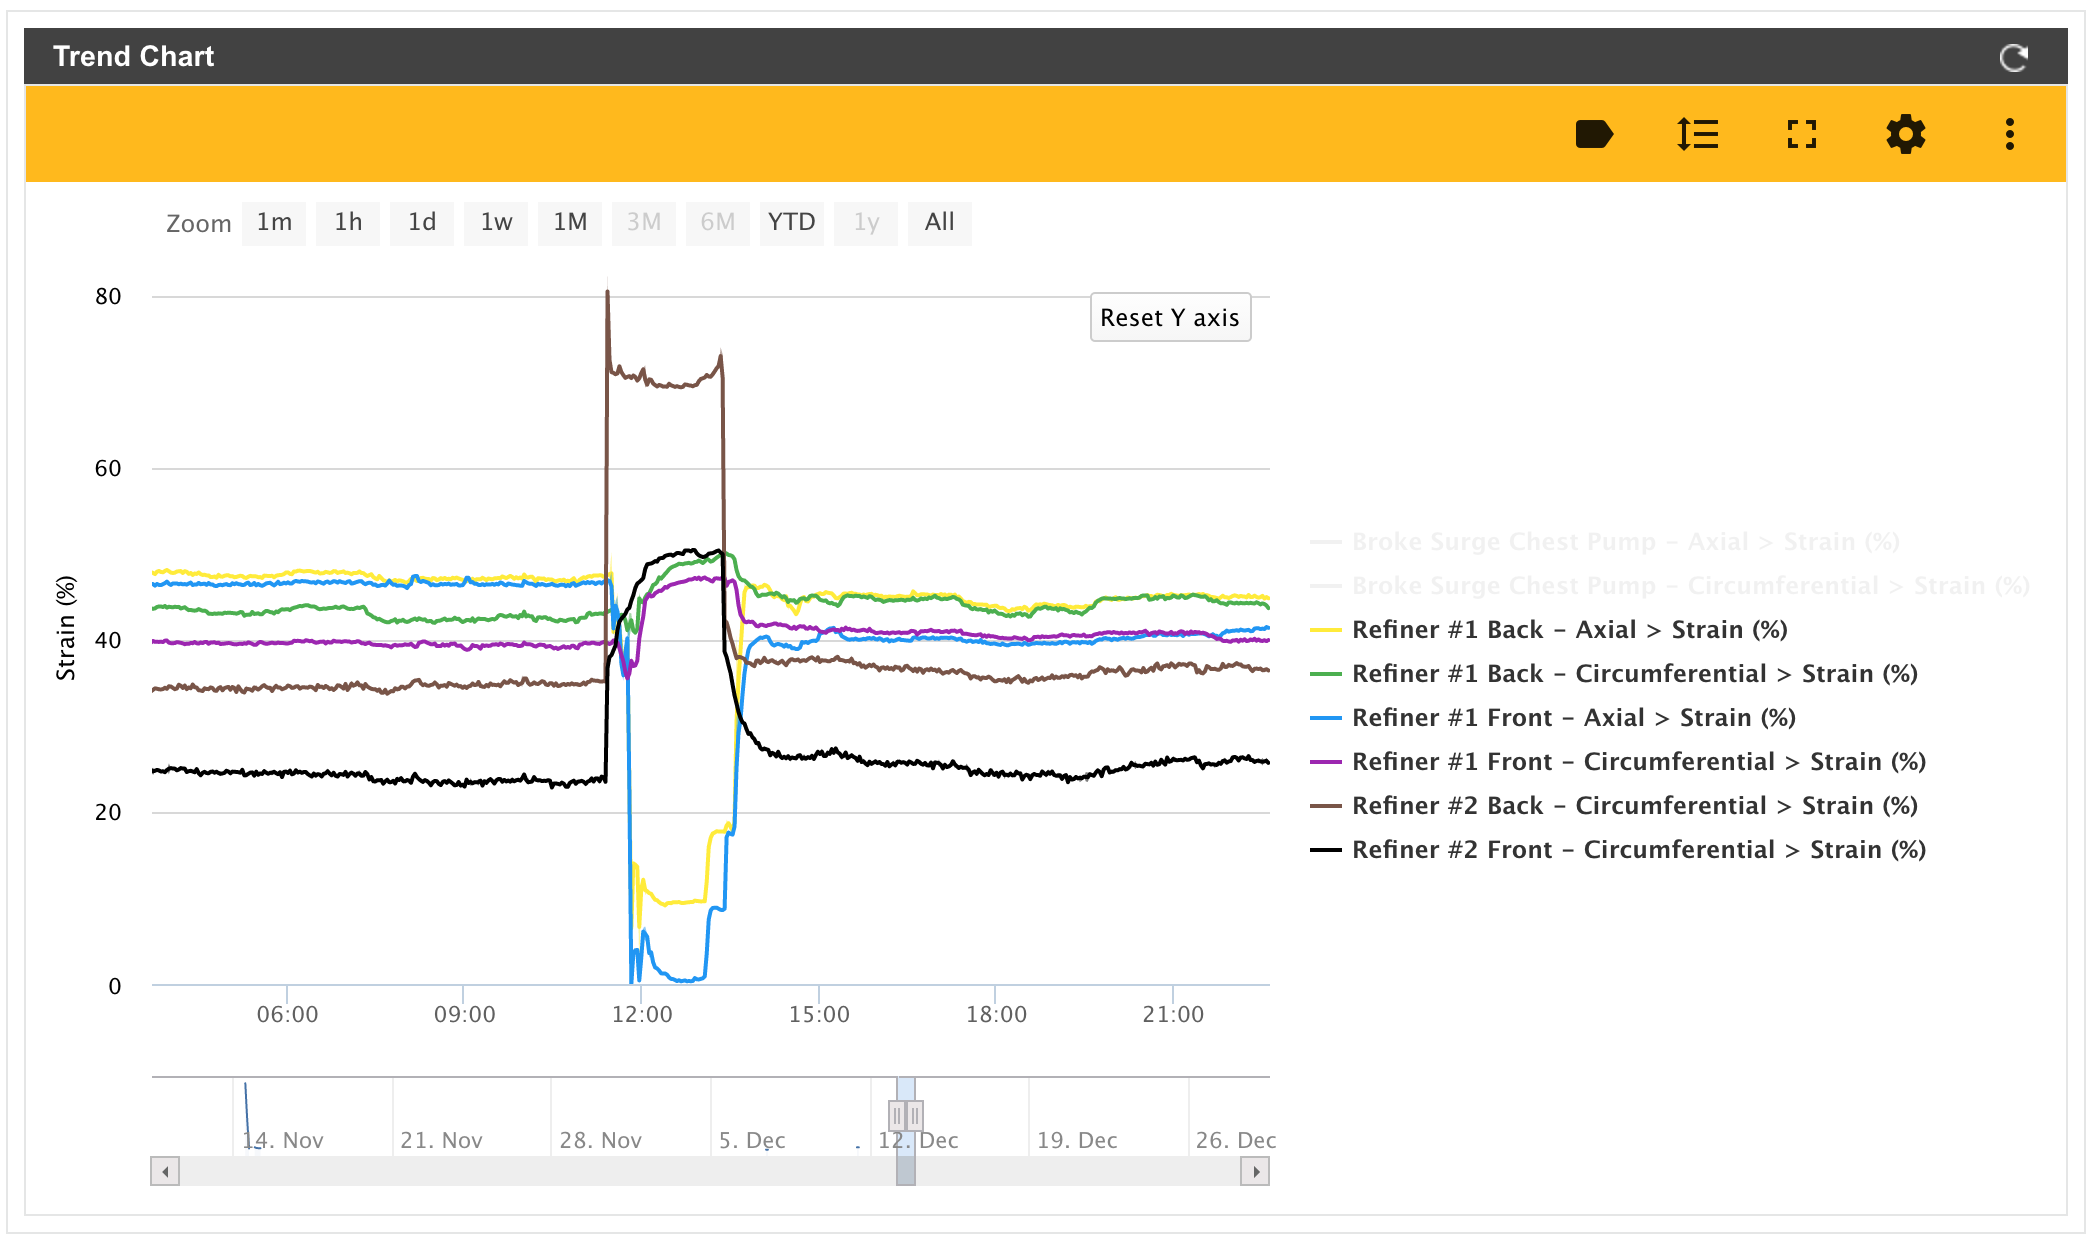 Trend Chart
Zoom 1m 1h 1d 1w 1M 3M 6M YTD 1y All
Reset Y axis
80
60
40
20
0
Strain (%)
06:00 09:00 12:00 15:00 18:00 21:00
Broke Surge Chest Pump – Axial > Strain (%)
Broke Surge Chest Pump – Circumferential > Strain (%)
Refiner #1 Back – Axial > Strain (%)
Refiner #1 Back – Circumferential > Strain (%)
Refiner #1 Front – Axial > Strain (%)
Refiner #1 Front – Circumferential > Strain (%)
Refiner #2 Back – Circumferential > Strain (%)
Refiner #2 Front – Circumferential > Strain (%)
14. Nov 21. Nov 28. Nov 5. Dec 12. Dec 19. Dec 26. Dec